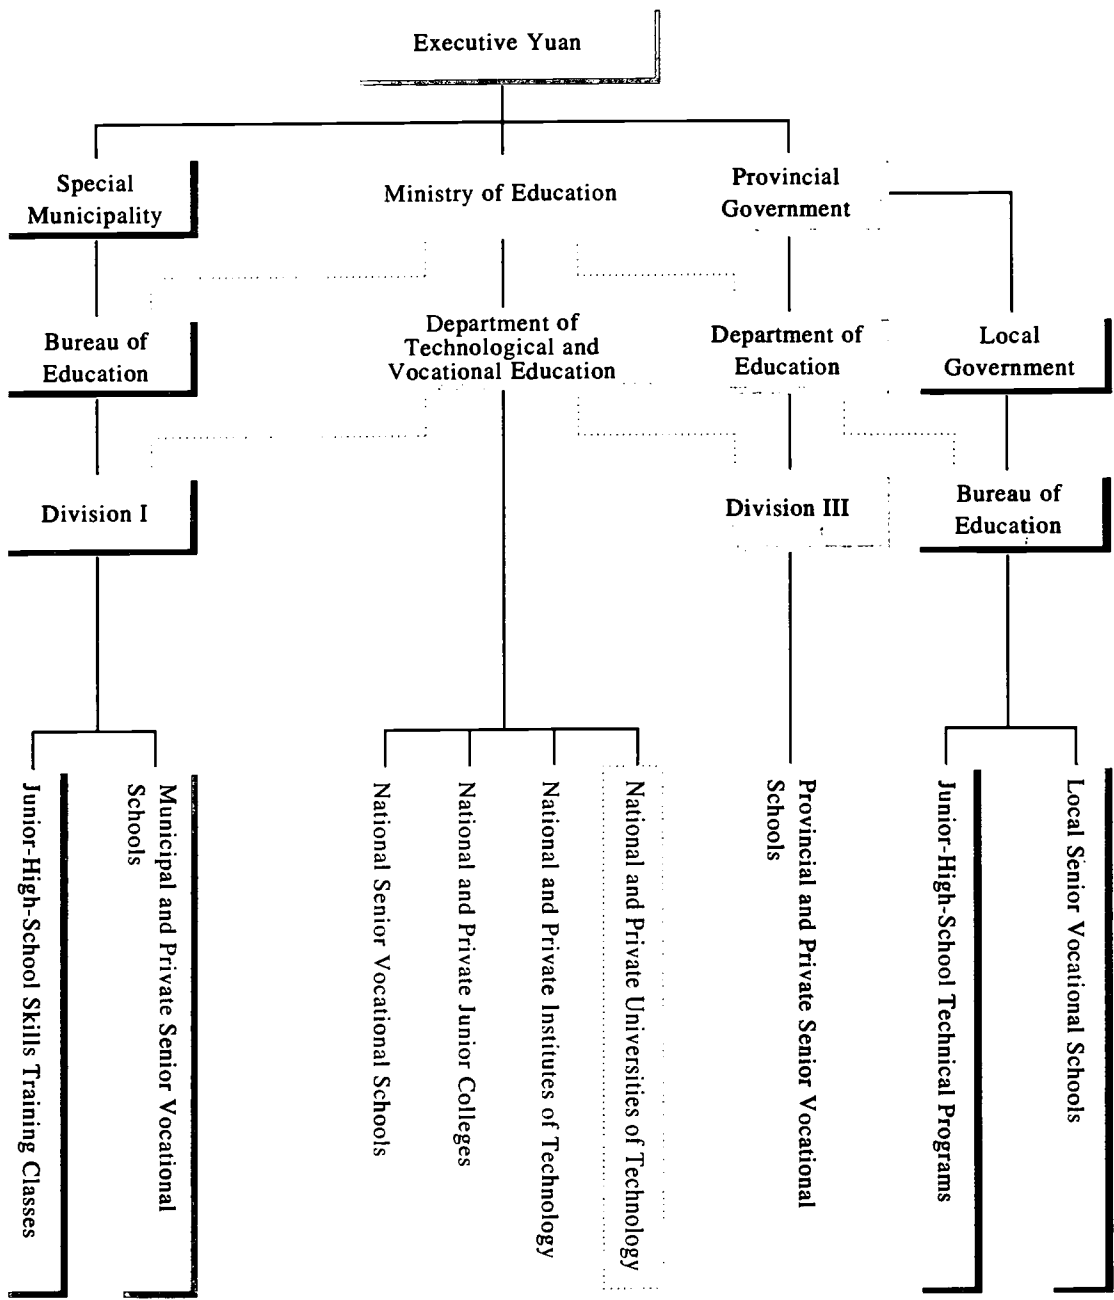 Executive Yuan
Special
Municipality
Ministry of Education
Provincial
Government
Bureau of
Education
Department of
Technological and
Vocational Education
Department of
Education
Local
Government
Division I
Division III
Bureau of
Education
Junior-High-School Skills Training Classes
Municipal and Private Senior Vocational
Schools
National Senior Vocational Schools
National and Private Junior Colleges
National and Private Institutes of Technology
National and Private Universities of Technology
Provincial and Private Senior Vocational
Schools
Junior-High-School Technical Programs
Local Senior Vocational Schools